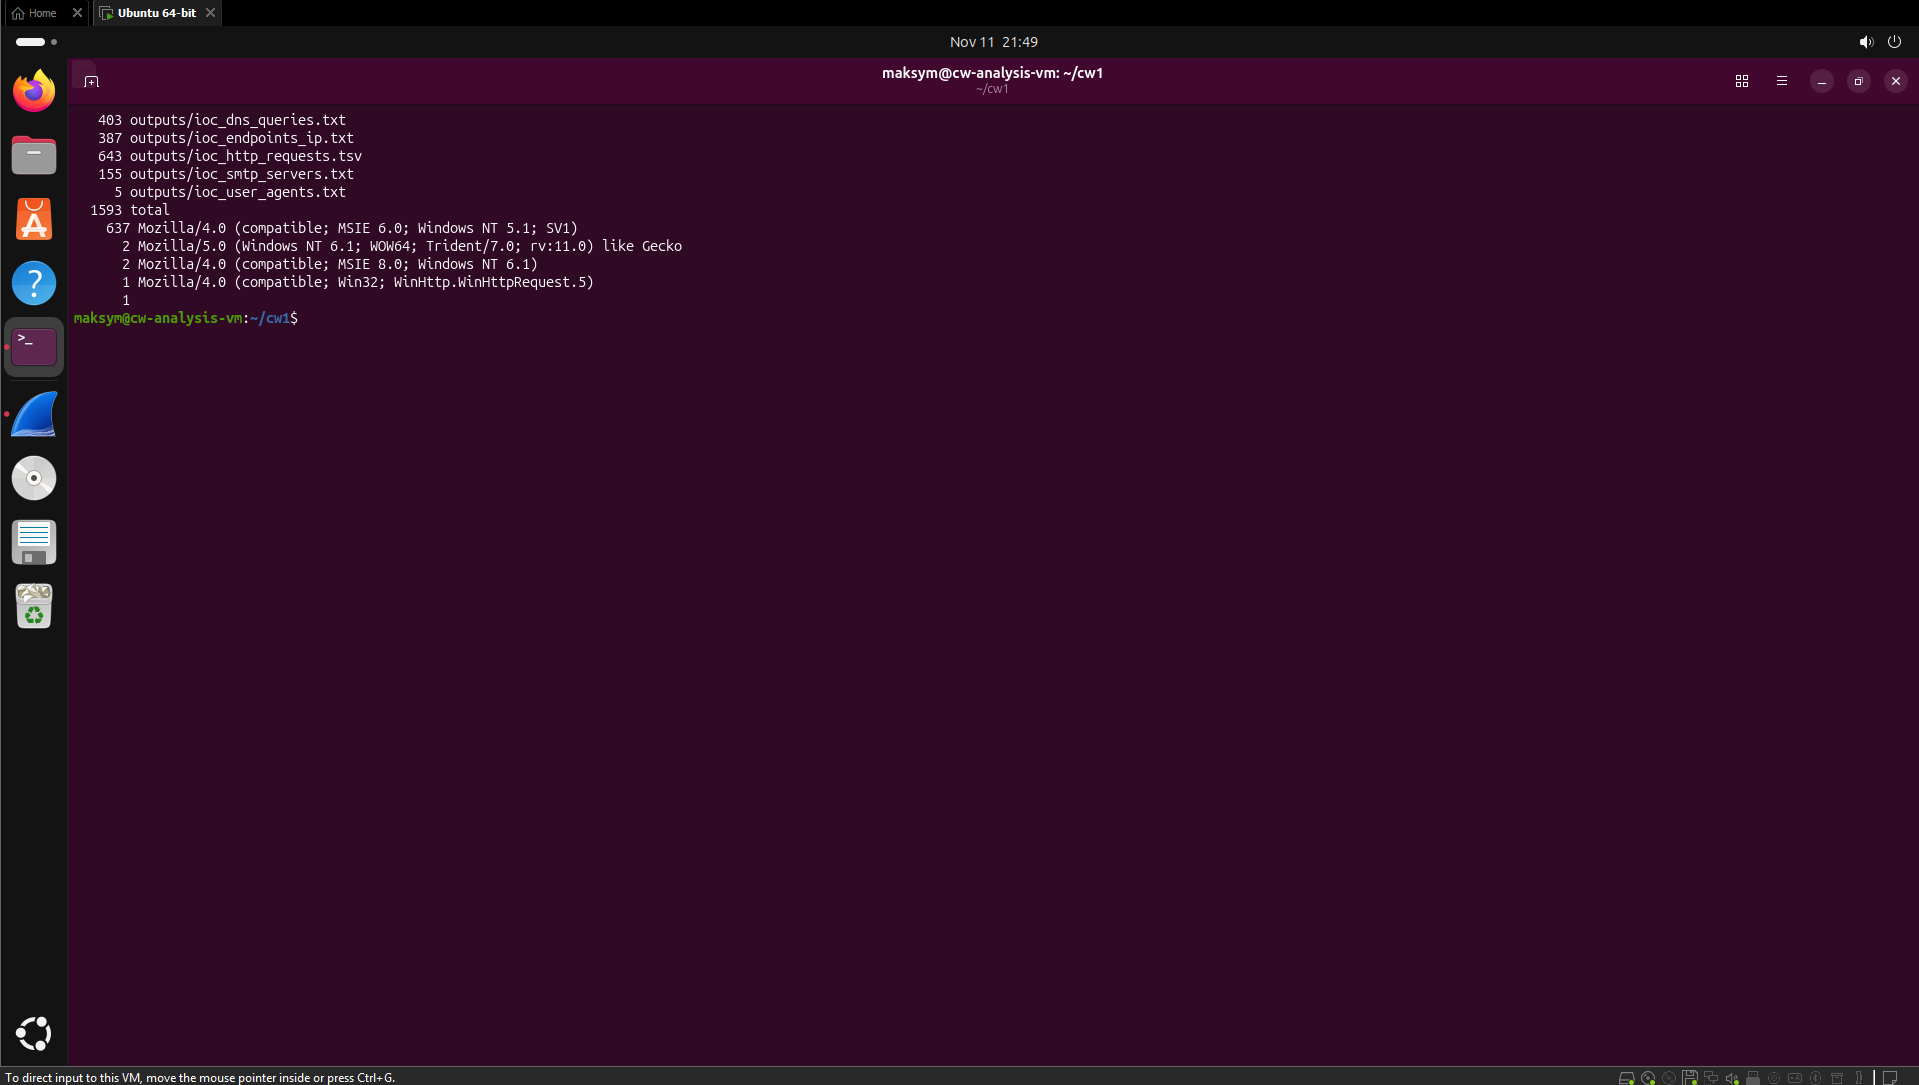 Home
Ubuntu 64-bit
Nov 11 21:49
maksym@cw-analysis-vm: ~/cw1
~/cw1
403 outputs/ioc_dns_queries.txt
387 outputs/ioc_endpoints_ip.txt
643 outputs/ioc_http_requests.tsv
155 outputs/ioc_smtp_servers.txt
5 outputs/ioc_user_agents.txt
1593 total
637 Mozilla/4.0 (compatible; MSIE 6.0; Windows NT 5.1; SV1)
2 Mozilla/5.0 (Windows NT 6.1; WOW64; Trident/7.0; rv:11.0) like Gecko
2 Mozilla/4.0 (compatible; MSIE 8.0; Windows NT 6.1)
1 Mozilla/4.0 (compatible; Win32; WinHttp.WinHttpRequest.5)
1
maksym@cw-analysis-vm:~/cw1$
To direct input to this VM, move the mouse pointer inside or press Ctrl+G.